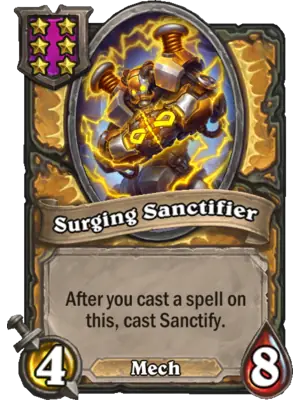 Surging Sanctifier
After you cast a spell on
this, cast Sanctify.
4
Mech
8